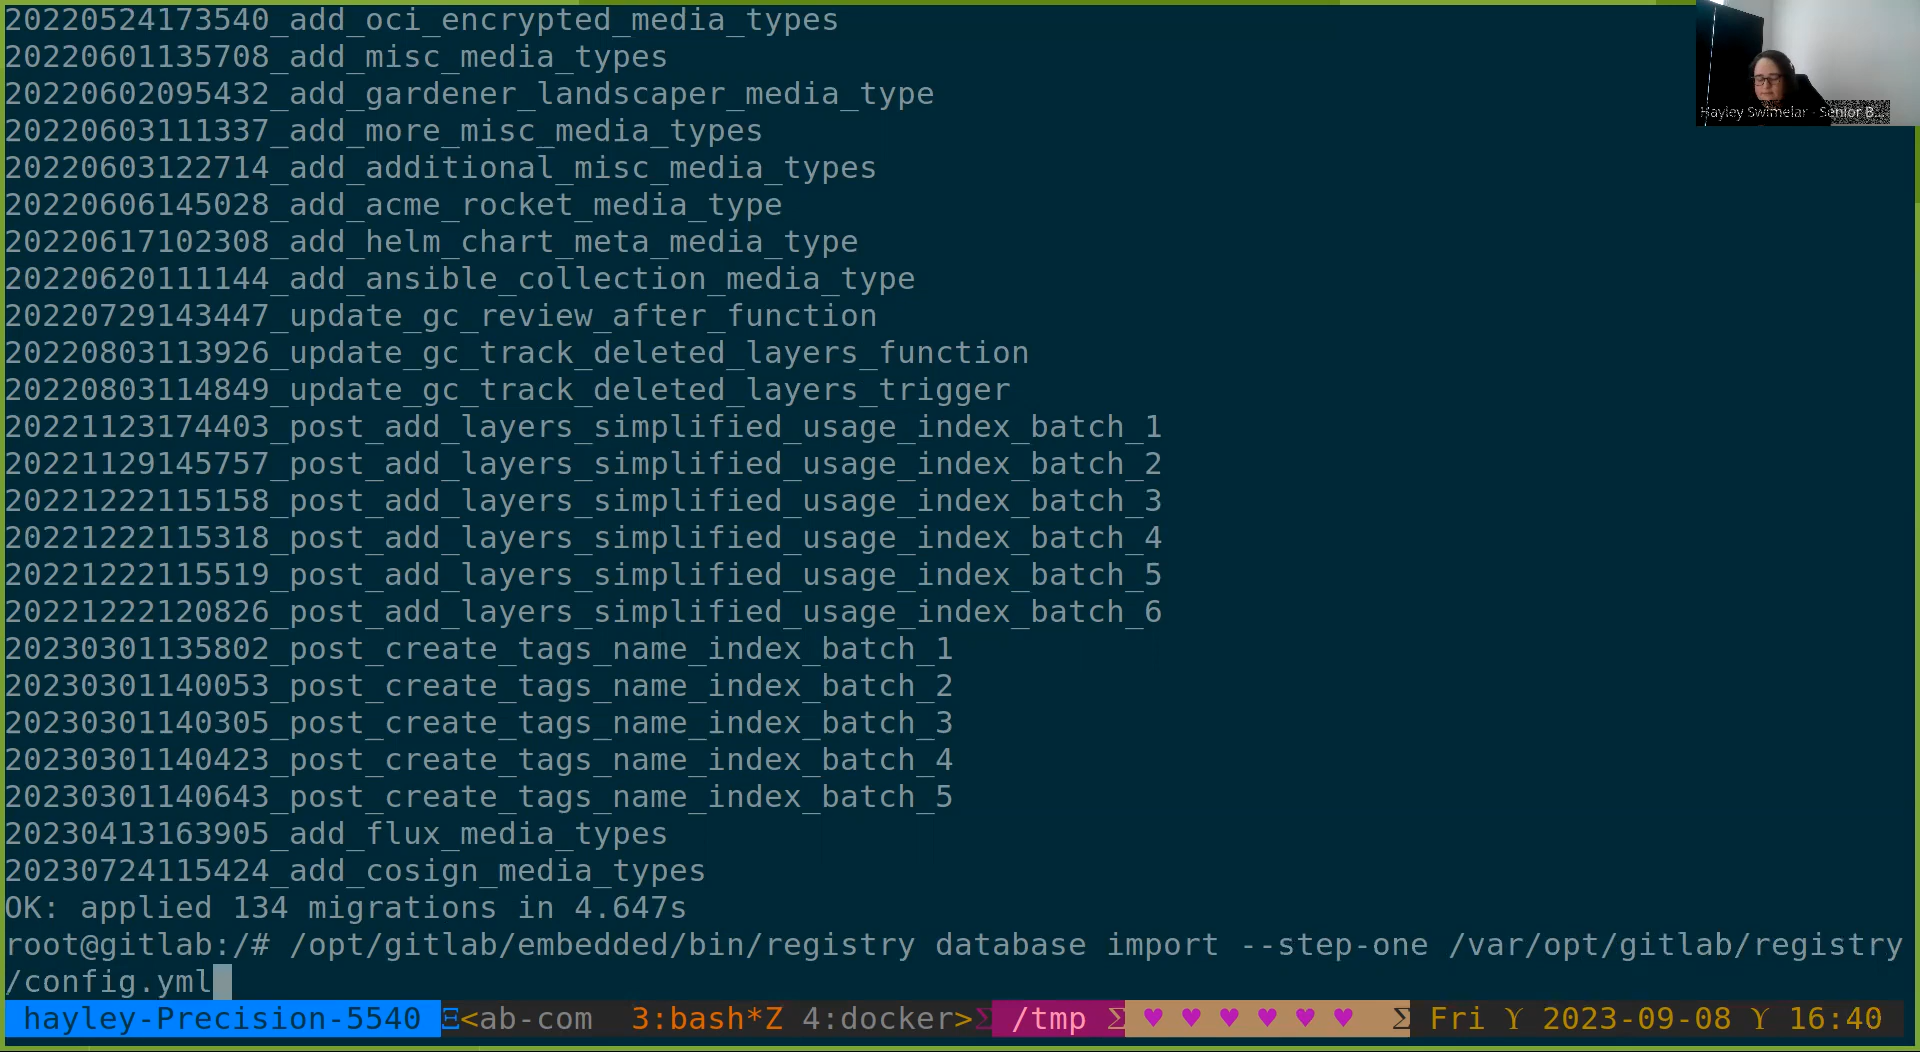 20220524173540_add_oci_encrypted_media_types
20220601135708_add_misc_media_types
20220602095432_add_gardener_landscaper_media_type
20220603111337_add_more_misc_media_types
20220603122714_add_additional_misc_media_types
20220606145028_add_acme_rocket_media_type
20220617102308_add_helm_chart_meta_media_type
20220620111144_add_ansible_collection_media_type
20220729143447_update_gc_review_after_function
20220803113926_update_gc_track_deleted_layers_function
20220803114849_update_gc_track_deleted_layers_trigger
20221123174403_post_add_layers_simplified_usage_index_batch_1
20221129145757_post_add_layers_simplified_usage_index_batch_2
20221222115158_post_add_layers_simplified_usage_index_batch_3
20221222115318_post_add_layers_simplified_usage_index_batch_4
20221222115519_post_add_layers_simplified_usage_index_batch_5
20221222120826_post_add_layers_simplified_usage_index_batch_6
20230301135802_post_create_tags_name_index_batch_1
20230301140053_post_create_tags_name_index_batch_2
20230301140305_post_create_tags_name_index_batch_3
20230301140423_post_create_tags_name_index_batch_4
20230301140643_post_create_tags_name_index_batch_5
20230413163905_add_flux_media_types
20230724115424_add_cosign_media_types
OK: applied 134 migrations in 4.647s
root@gitlab:/# /opt/gitlab/embedded/bin/registry database import --step-one /var/opt/gitlab/registry
/config.yml
hayley-Precision-5540 Ξ<ab-com 3:bash*Z 4:docker>Σ /tmp Σ ♥ ♥ ♥ ♥ ♥ ♥ Σ Fri ϒ 2023-09-08 ϒ 16:40
Hayley Swimelar - Senior B...